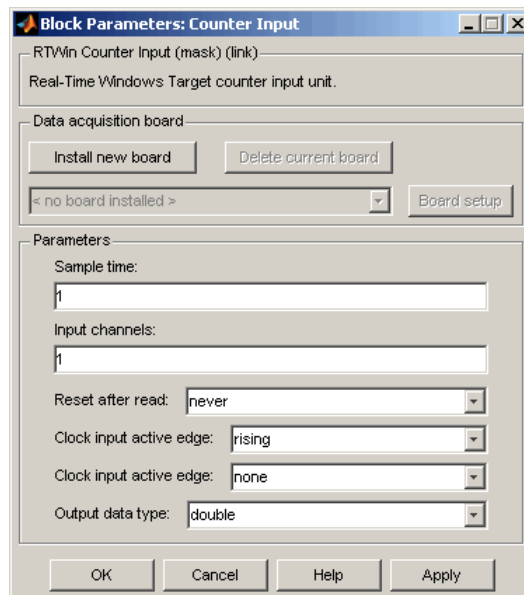 Block Parameters: Counter Input
RTWin Counter Input (mask) (link)
Real-Time Windows Target counter input unit.
Data acquisition board
Install new board Delete current board
< no board installed > Board setup
Parameters
Sample time:
1
Input channels:
1
Reset after read: never
Clock input active edge: rising
Clock input active edge: none
Output data type: double
OK Cancel Help Apply